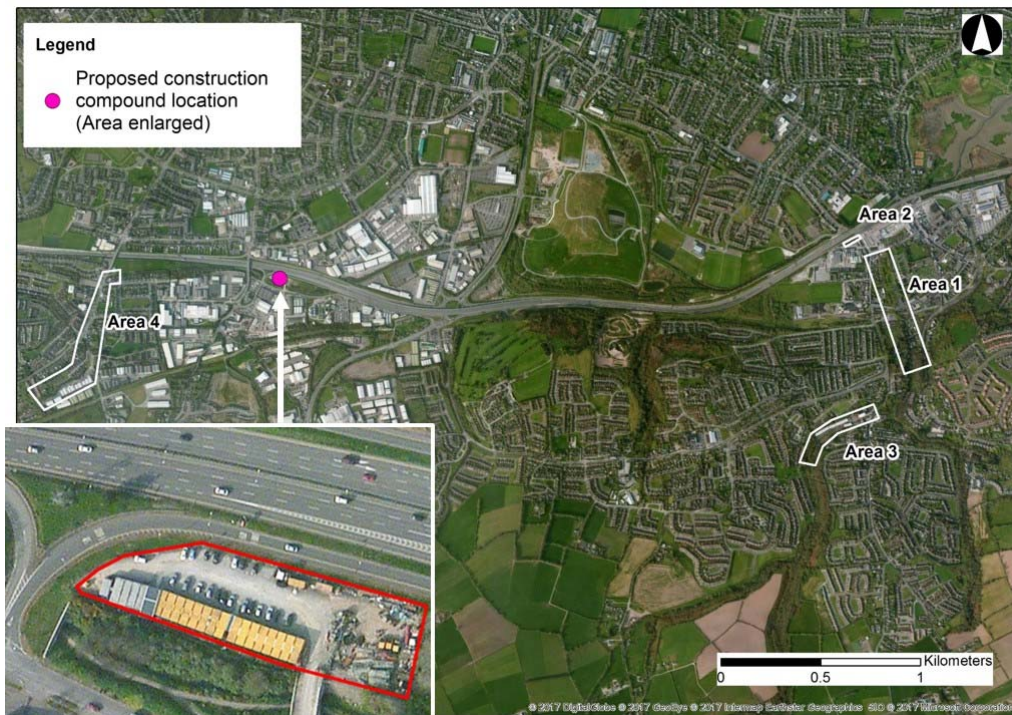 Legend
Proposed construction
compound location
(Area enlarged)
Area 2
Area 1
Area 4
Area 3
Kilometers
0 0.5 1
© 2017 DigitalGlobe © 2017 GeoEye © 2017 Intermap Earthstar Geographics SIO © 2017 Microsoft Corporation